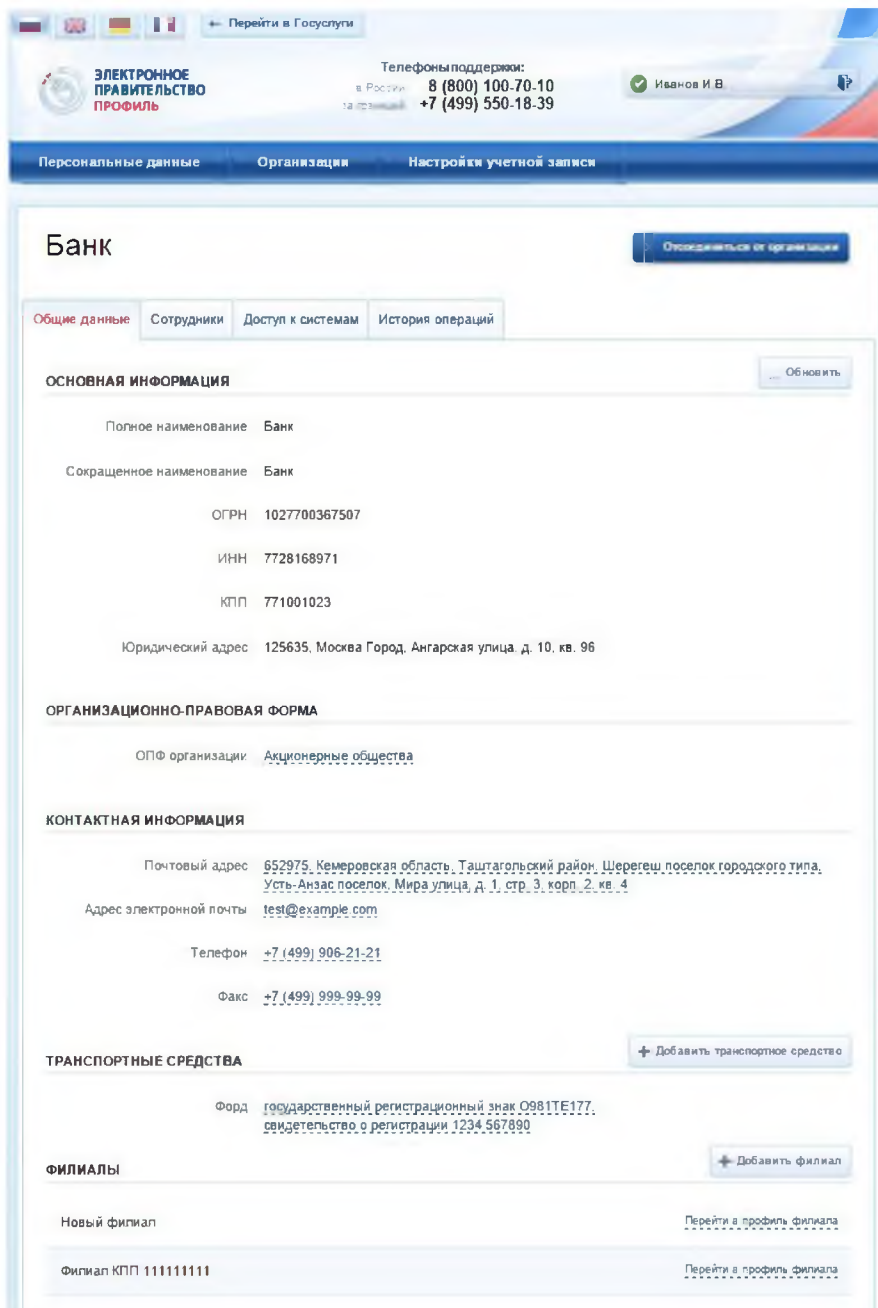 ← Перейти в Госуслуги
ЭЛЕКТРОННОЕ
ПРАВИТЕЛЬСТВО
ПРОФИЛЬ
Телефоны поддержки:
в России 8 (800) 100-70-10
за границей +7 (499) 550-18-39
Иванов И.В.
Персональные данные Организации Настройки учетной записи
Банк
Отсоединиться от организации
Общие данные Сотрудники Доступ к системам История операций
ОСНОВНАЯ ИНФОРМАЦИЯ
Обновить
Полное наименование Банк
Сокращенное наименование Банк
ОГРН 1027700367507
ИНН 7728168971
КПП 771001023
Юридический адрес 125635, Москва Город, Ангарская улица, д. 10, кв. 96
ОРГАНИЗАЦИОННО-ПРАВОВАЯ ФОРМА
ОПФ организации Акционерные общества
КОНТАКТНАЯ ИНФОРМАЦИЯ
Почтовый адрес 652975, Кемеровская область, Таштагольский район, Шерегеш поселок городского типа,
Усть-Анзас поселок, Мира улица, д. 1, стр. 3, корп. 2, кв. 4
Адрес электронной почты test@example.com
Телефон +7 (499) 906-21-21
Факс +7 (499) 999-99-99
ТРАНСПОРТНЫЕ СРЕДСТВА
+ Добавить транспортное средство
Форд государственный регистрационный знак О981ТЕ177,
свидетельство о регистрации 1234 567890
ФИЛИАЛЫ
+ Добавить филиал
Новый филиал Перейти в профиль филиала
Филиал КПП 111111111 Перейти в профиль филиала